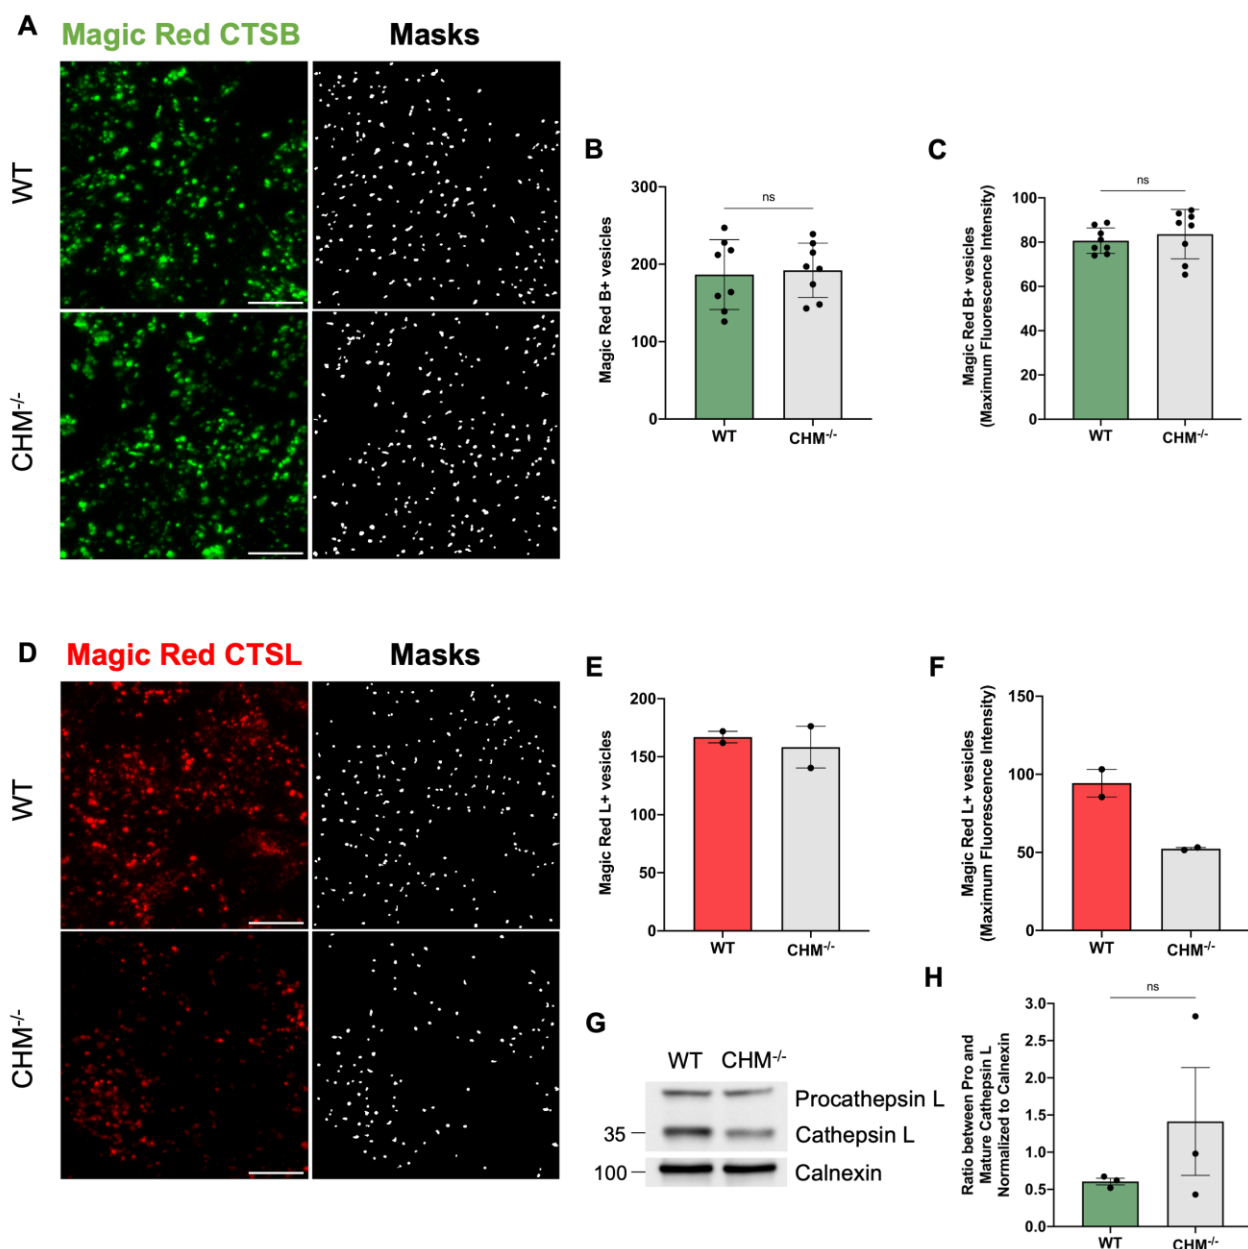 A
Magic Red CTSB
Masks
WT
CHM-/-
B
Magic Red B+ vesicles
300
200
100
0
ns
WT
CHM-/-
C
Magic Red B+ vesicles
(Maximum Fluorescence Intensity)
100
80
60
40
20
0
ns
WT
CHM-/-
D
Magic Red CTSL
Masks
WT
CHM-/-
E
Magic Red L+ vesicles
200
150
100
50
0
WT
CHM-/-
F
Magic Red L+ vesicles
(Maximum Fluorescence Intensity)
150
100
50
0
WT
CHM-/-
G
WT CHM-/-
Procathepsin L
35
Cathepsin L
100
Calnexin
H
Ratio between Pro and
Mature Cathepsin L
Normalized to Calnexin
3.0
2.5
2.0
1.5
1.0
0.5
0.0
ns
WT
CHM-/-